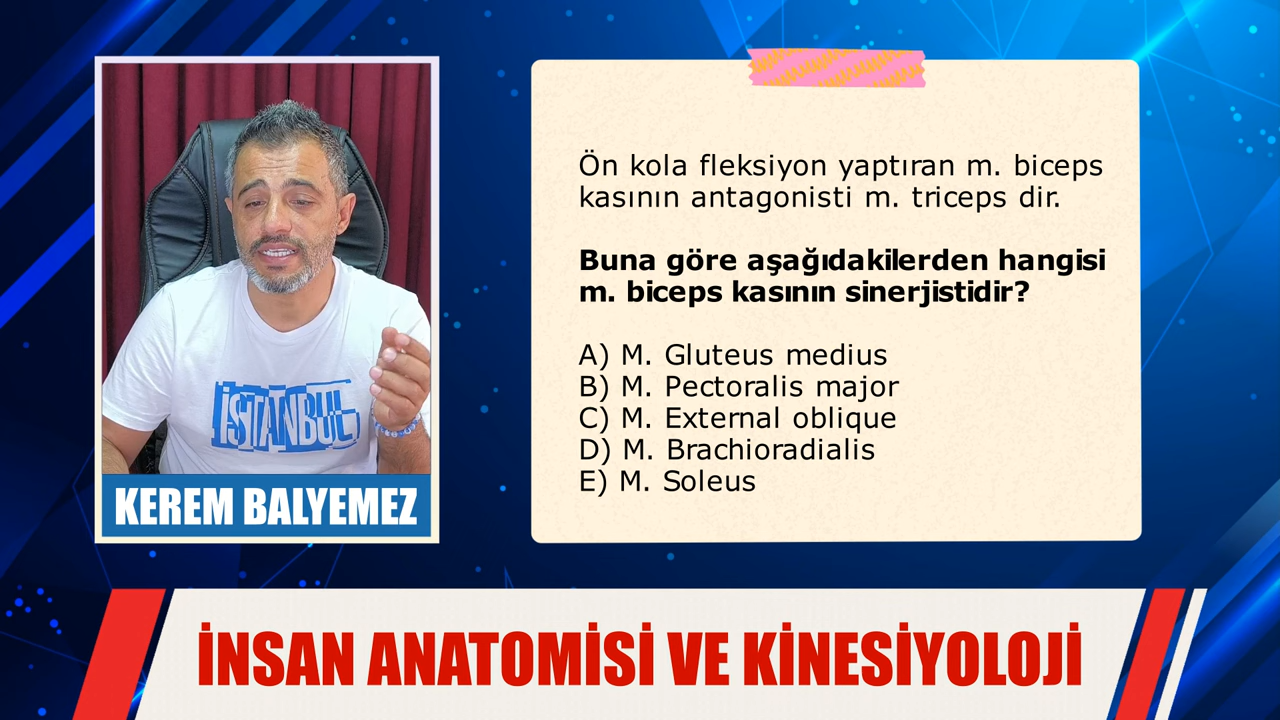 İSTANBUL
KEREM BALYEMEZ
Ön kola fleksiyon yaptıran m. biceps
kasının antagonisti m. triceps dir.
Buna göre aşağıdakilerden hangisi
m. biceps kasının sinerjistidir?
A) M. Gluteus medius
B) M. Pectoralis major
C) M. External oblique
D) M. Brachioradialis
E) M. Soleus
İNSAN ANATOMİSİ VE KİNESİYOLOJİ